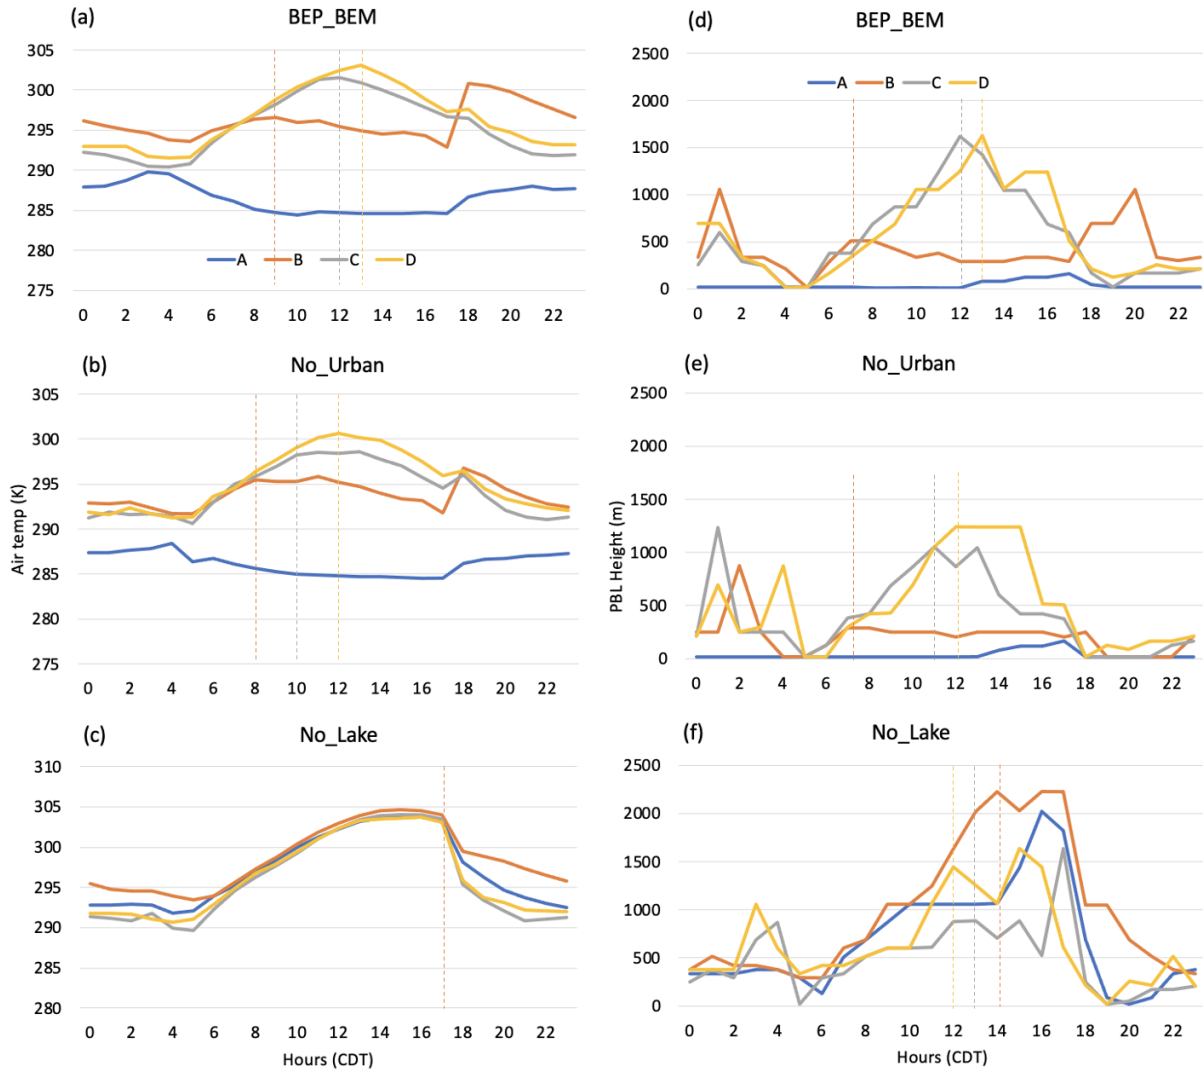 (a)
BEP_BEM
305
300
295
290
285
280
275
A B C D
0 2 4 6 8 10 12 14 16 18 20 22
(d)
BEP_BEM
2500
2000
1500
1000
500
0
A B C D
0 2 4 6 8 10 12 14 16 18 20 22
(b)
No_Urban
305
300
295
290
285
280
275
Air temp (K)
0 2 4 6 8 10 12 14 16 18 20 22
(e)
No_Urban
2500
2000
1500
1000
500
0
PBL Height (m)
0 2 4 6 8 10 12 14 16 18 20 22
(c)
No_Lake
310
305
300
295
290
285
280
0 2 4 6 8 10 12 14 16 18 20 22
Hours (CDT)
(f)
No_Lake
2500
2000
1500
1000
500
0
0 2 4 6 8 10 12 14 16 18 20 22
Hours (CDT)